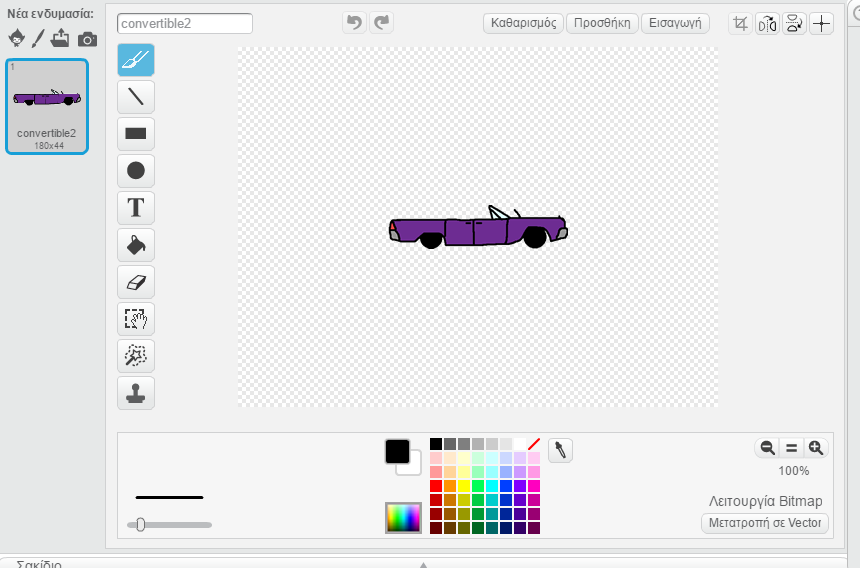 Νέα ενδυμασία:
convertible2
Καθαρισμός
Προσθήκη
Εισαγωγή
1
convertible2
180x44
T
100%
Λειτουργία Bitmap
Μετατροπή σε Vector
Σακίδιο